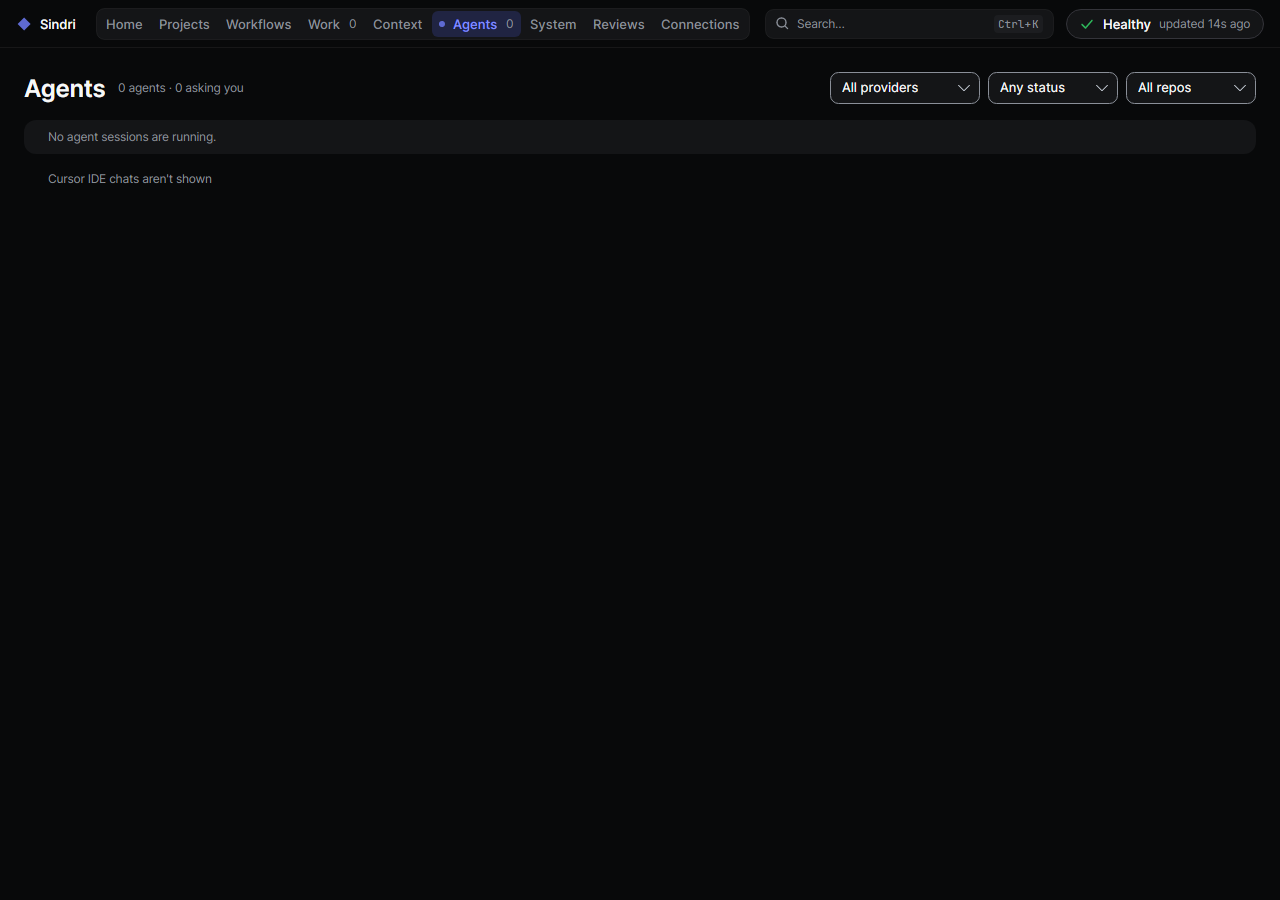 Sindri Home Projects Workflows Work 0 Context Agents 0 System Reviews Connections Search... Ctrl+K Healthy updated 14s ago
Agents 0 agents · 0 asking you All providers Any status All repos
No agent sessions are running.
Cursor IDE chats aren't shown